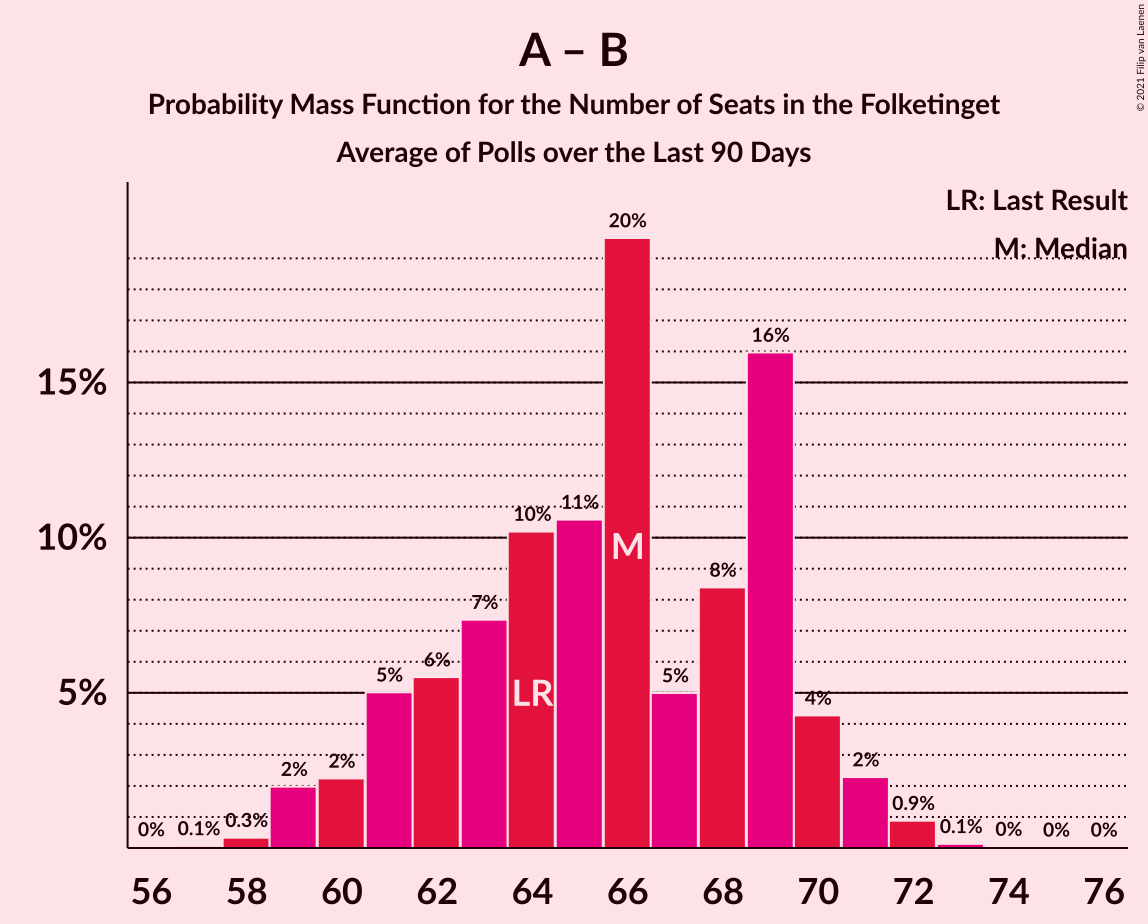 A – B
Probability Mass Function for the Number of Seats in the Folketinget
Average of Polls over the Last 90 Days
© 2021 Filip van Laenen
LR: Last Result
M: Median
15%
10%
5%
0%
0.1%
0.3%
2%
2%
5%
6%
7%
10%
11%
20%
5%
8%
16%
4%
2%
0.9%
0.1%
0%
0%
0%
LR
M
56 58 60 62 64 66 68 70 72 74 76